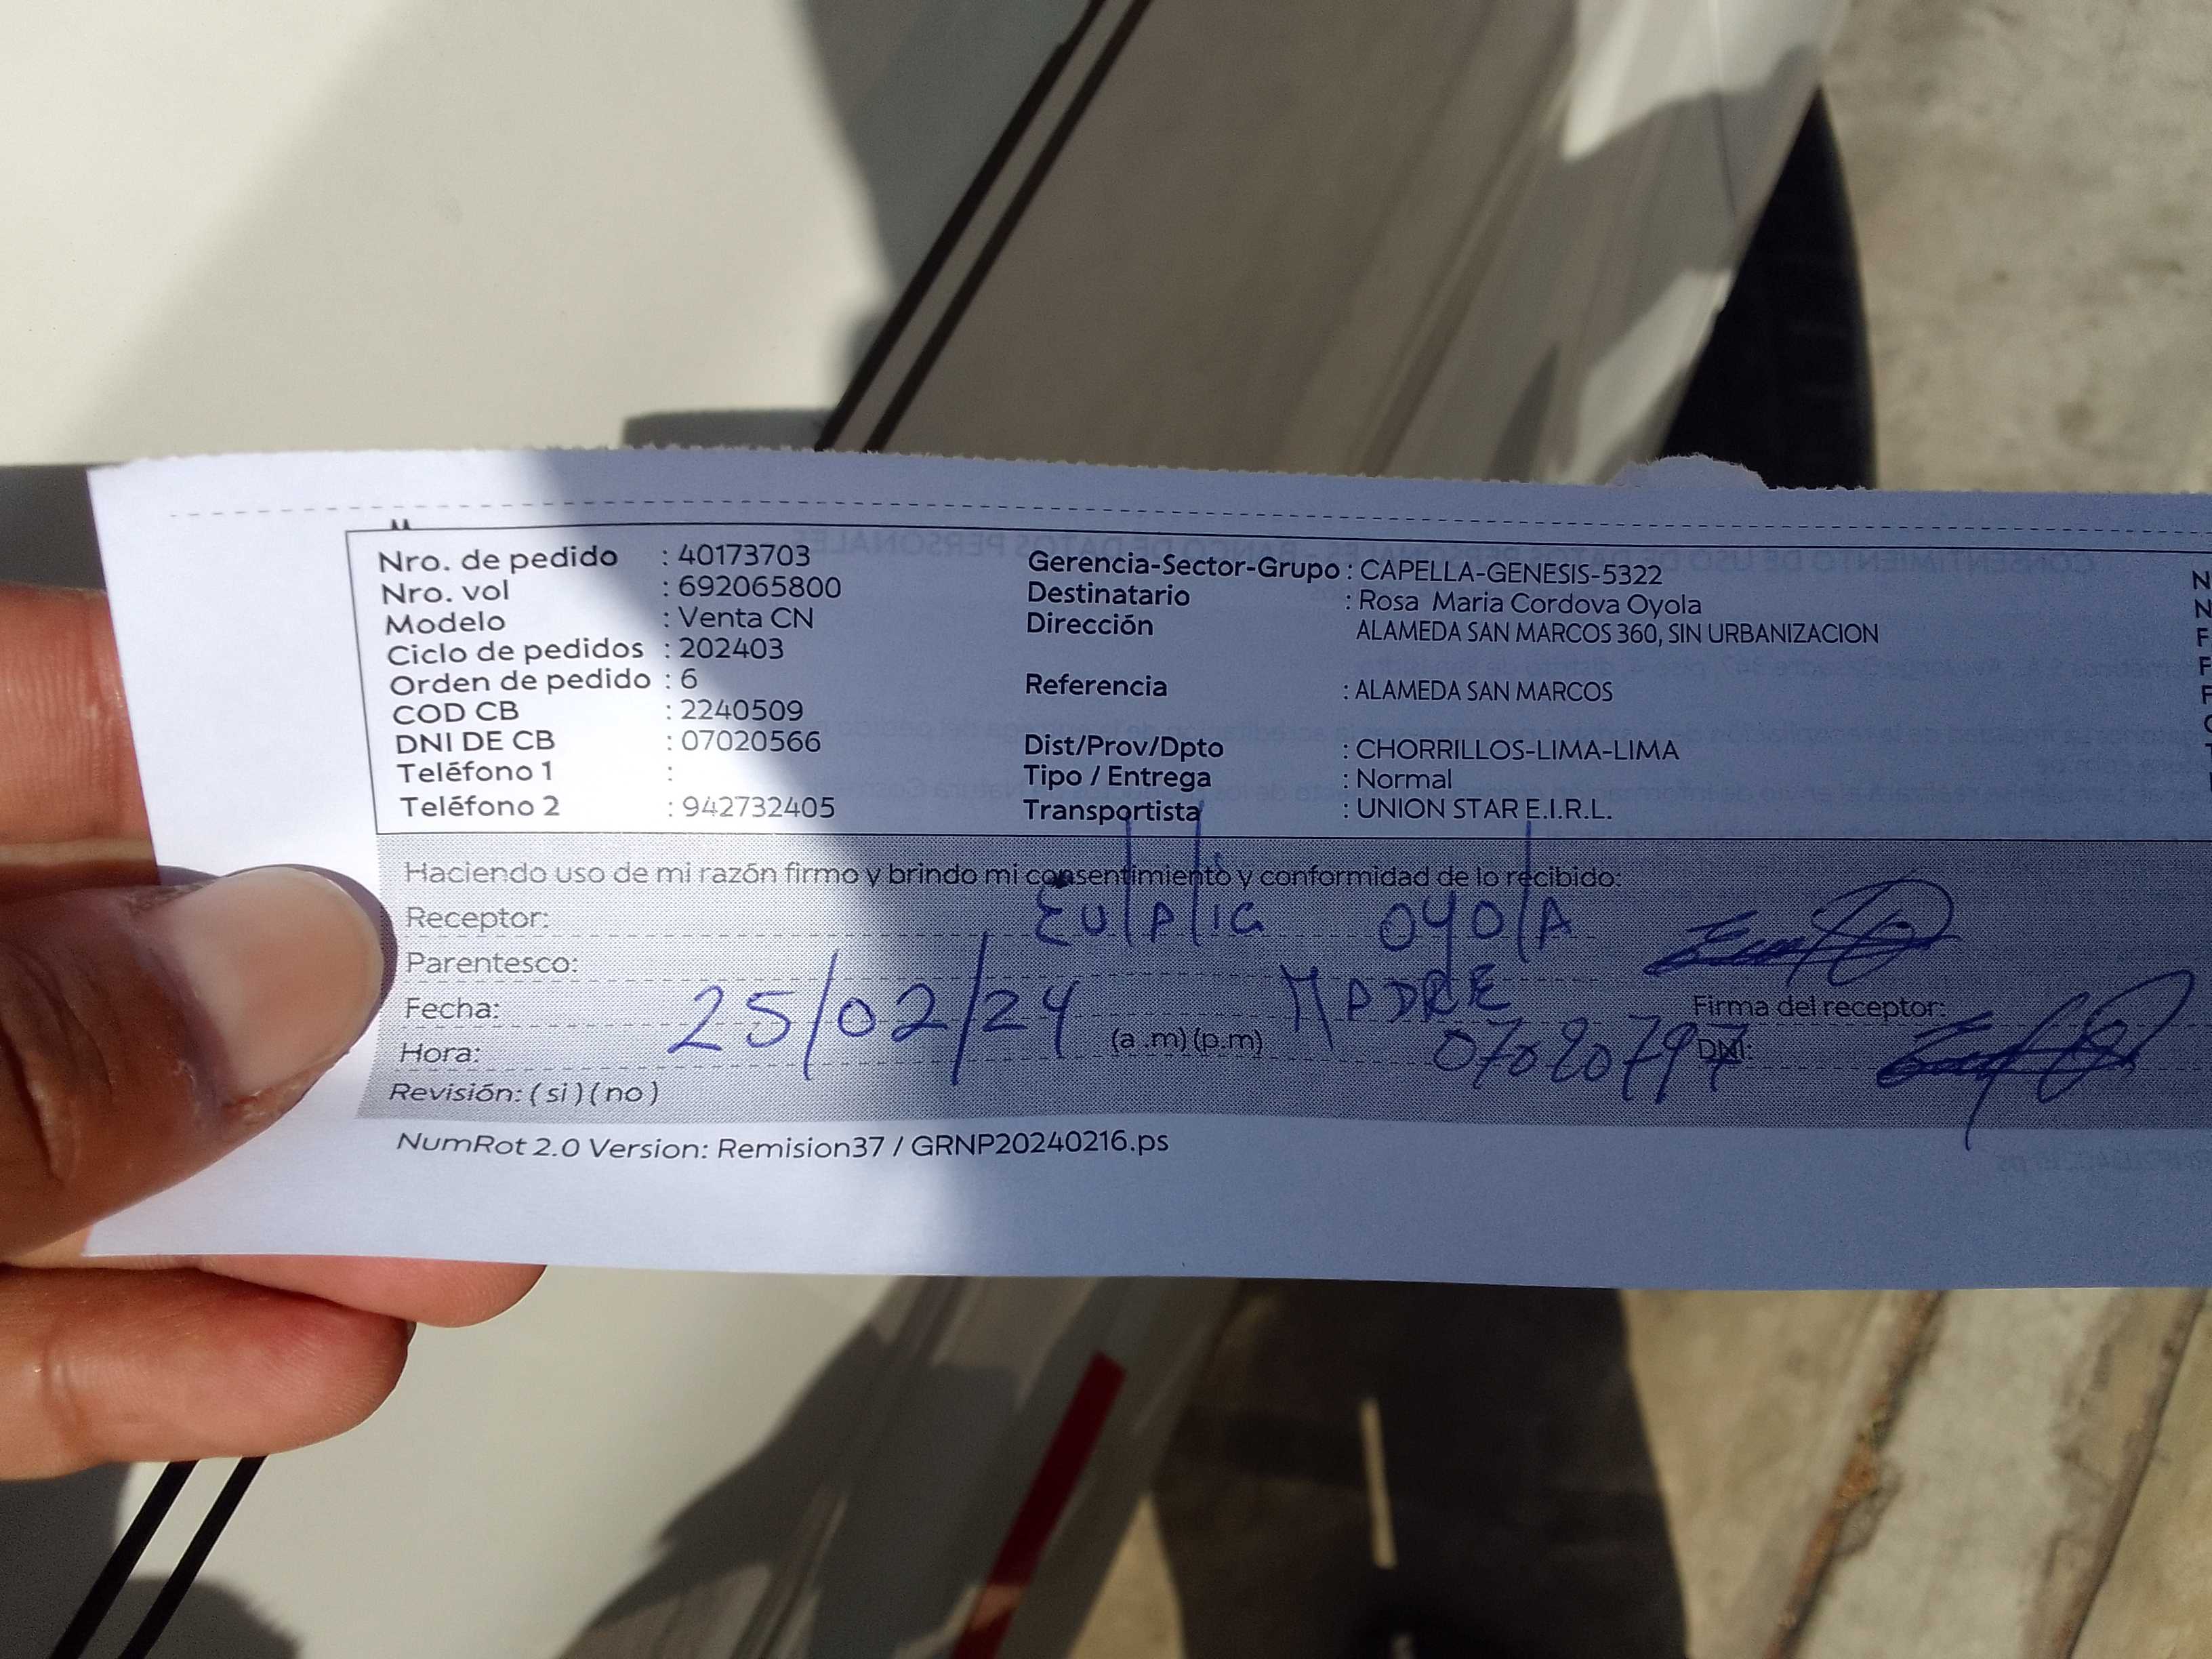 Nro. de pedido : 40173703
Nro. vol : 692065800
Modelo : Venta CN
Ciclo de pedidos : 202403
Orden de pedido : 6
COD CB : 2240509
DNI DE CB : 07020566
Teléfono 1 :
Teléfono 2 : 942732405
Gerencia-Sector-Grupo : CAPELLA-GENESIS-5322
Destinatario : Rosa Maria Cordova Oyola
Dirección ALAMEDA SAN MARCOS 360, SIN URBANIZACION
Referencia : ALAMEDA SAN MARCOS
Dist/Prov/Dpto : CHORRILLOS-LIMA-LIMA
Tipo / Entrega : Normal
Transportista : UNION STAR E.I.R.L.
Haciendo uso de mi razón firmo y brindo mi consentimiento y conformidad de lo recibido:
Receptor: Eulalia Oyola
Parentesco: MADRE
Fecha: 25/02/24
Firma del receptor:
Hora: (a .m) (p.m)
DNI: 07020797
Revisión: ( si ) ( no )
NumRot 2.0 Version: Remision37 / GRNP20240216.ps